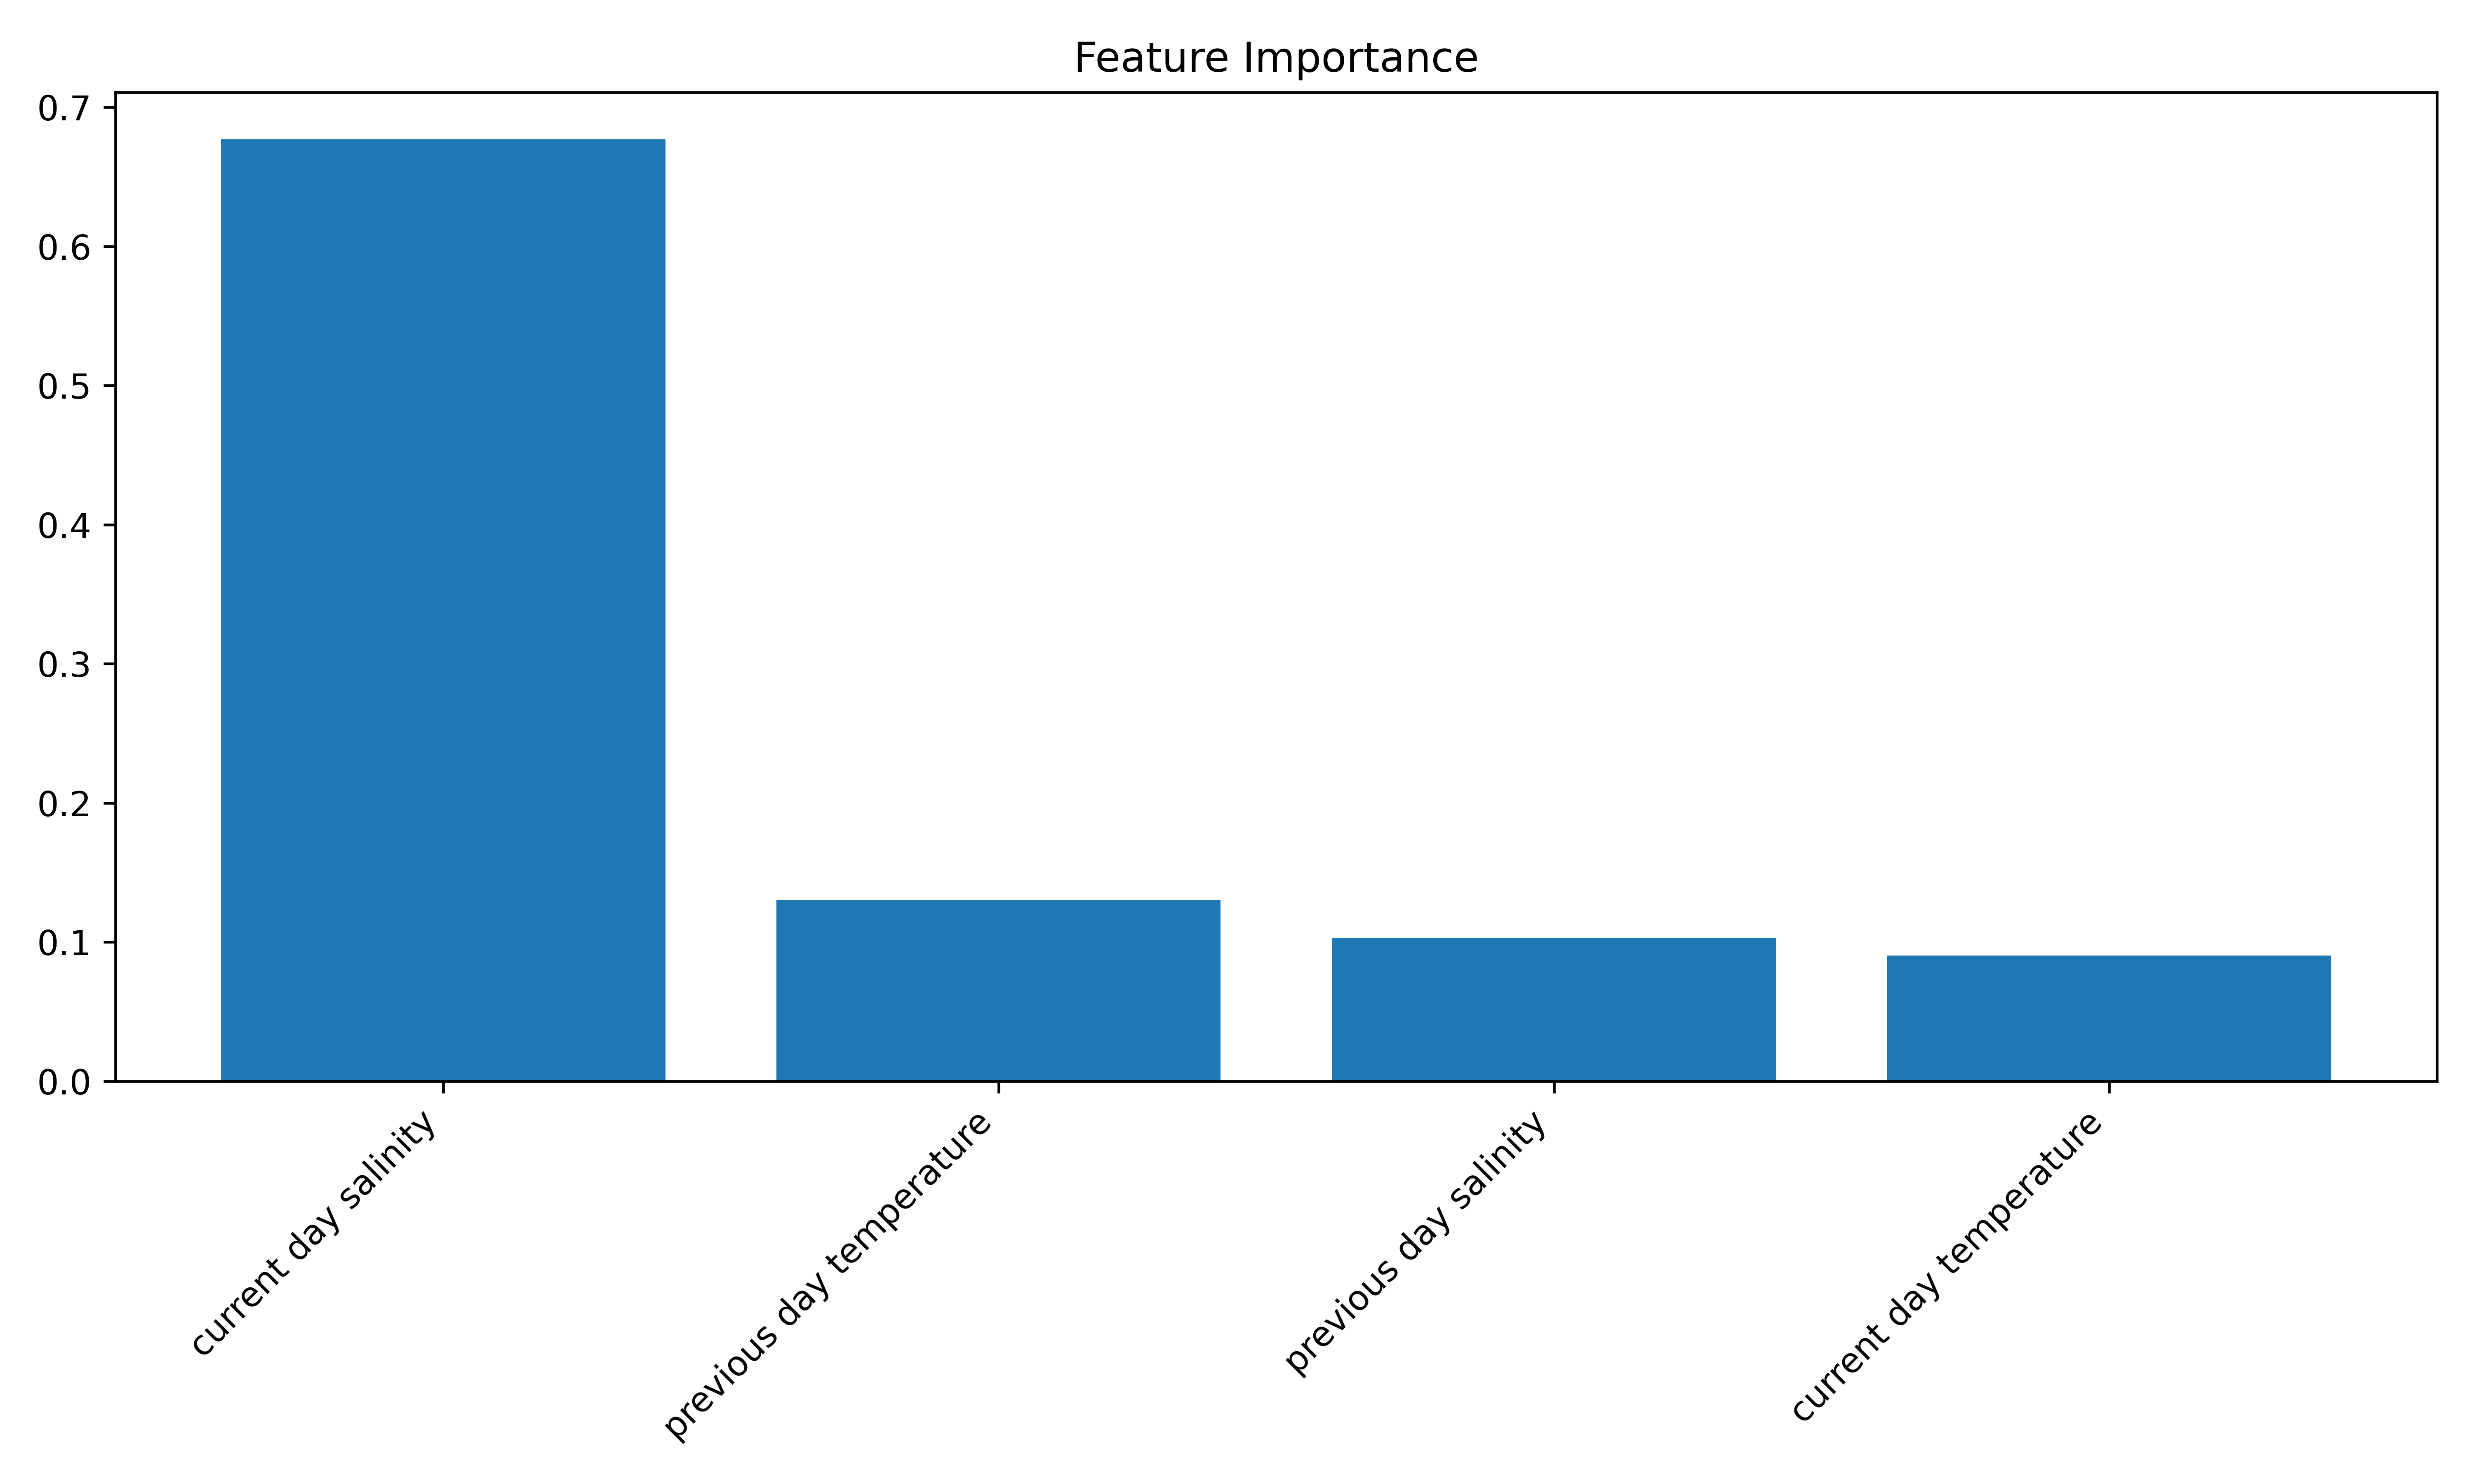 Feature Importance
0.7
0.6
0.5
0.4
0.3
0.2
0.1
0.0
current day salinity
previous day temperature
previous day salinity
current day temperature